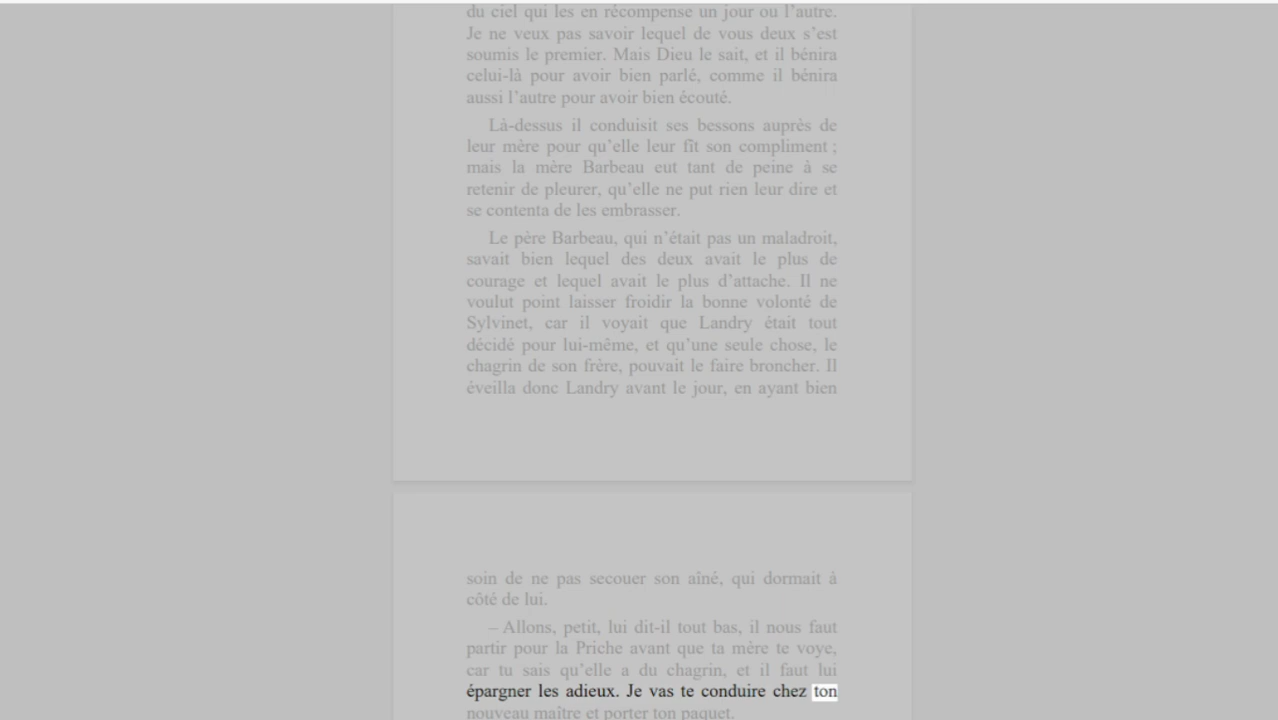 du ciel qui les en récompense un jour ou l’autre.
Je ne veux pas savoir lequel de vous deux s’est
soumis le premier. Mais Dieu le sait, et il bénira
celui-là pour avoir bien parlé, comme il bénira
aussi l’autre pour avoir bien écouté.
Là-dessus il conduisit ses bessons auprès de
leur mère pour qu’elle leur fît son compliment ;
mais la mère Barbeau eut tant de peine à se
retenir de pleurer, qu’elle ne put rien leur dire et
se contenta de les embrasser.
Le père Barbeau, qui n’était pas un maladroit,
savait bien lequel des deux avait le plus de
courage et lequel avait le plus d’attache. Il ne
voulut point laisser froidir la bonne volonté de
Sylvinet, car il voyait que Landry était tout
décidé pour lui-même, et qu’une seule chose, le
chagrin de son frère, pouvait le faire broncher. Il
éveilla donc Landry avant le jour, en ayant bien
soin de ne pas secouer son aîné, qui dormait à
côté de lui.
– Allons, petit, lui dit-il tout bas, il nous faut
partir pour la Priche avant que ta mère te voye,
car tu sais qu’elle a du chagrin, et il faut lui
épargner les adieux. Je vas te conduire chez ton
nouveau maître et porter ton paquet.